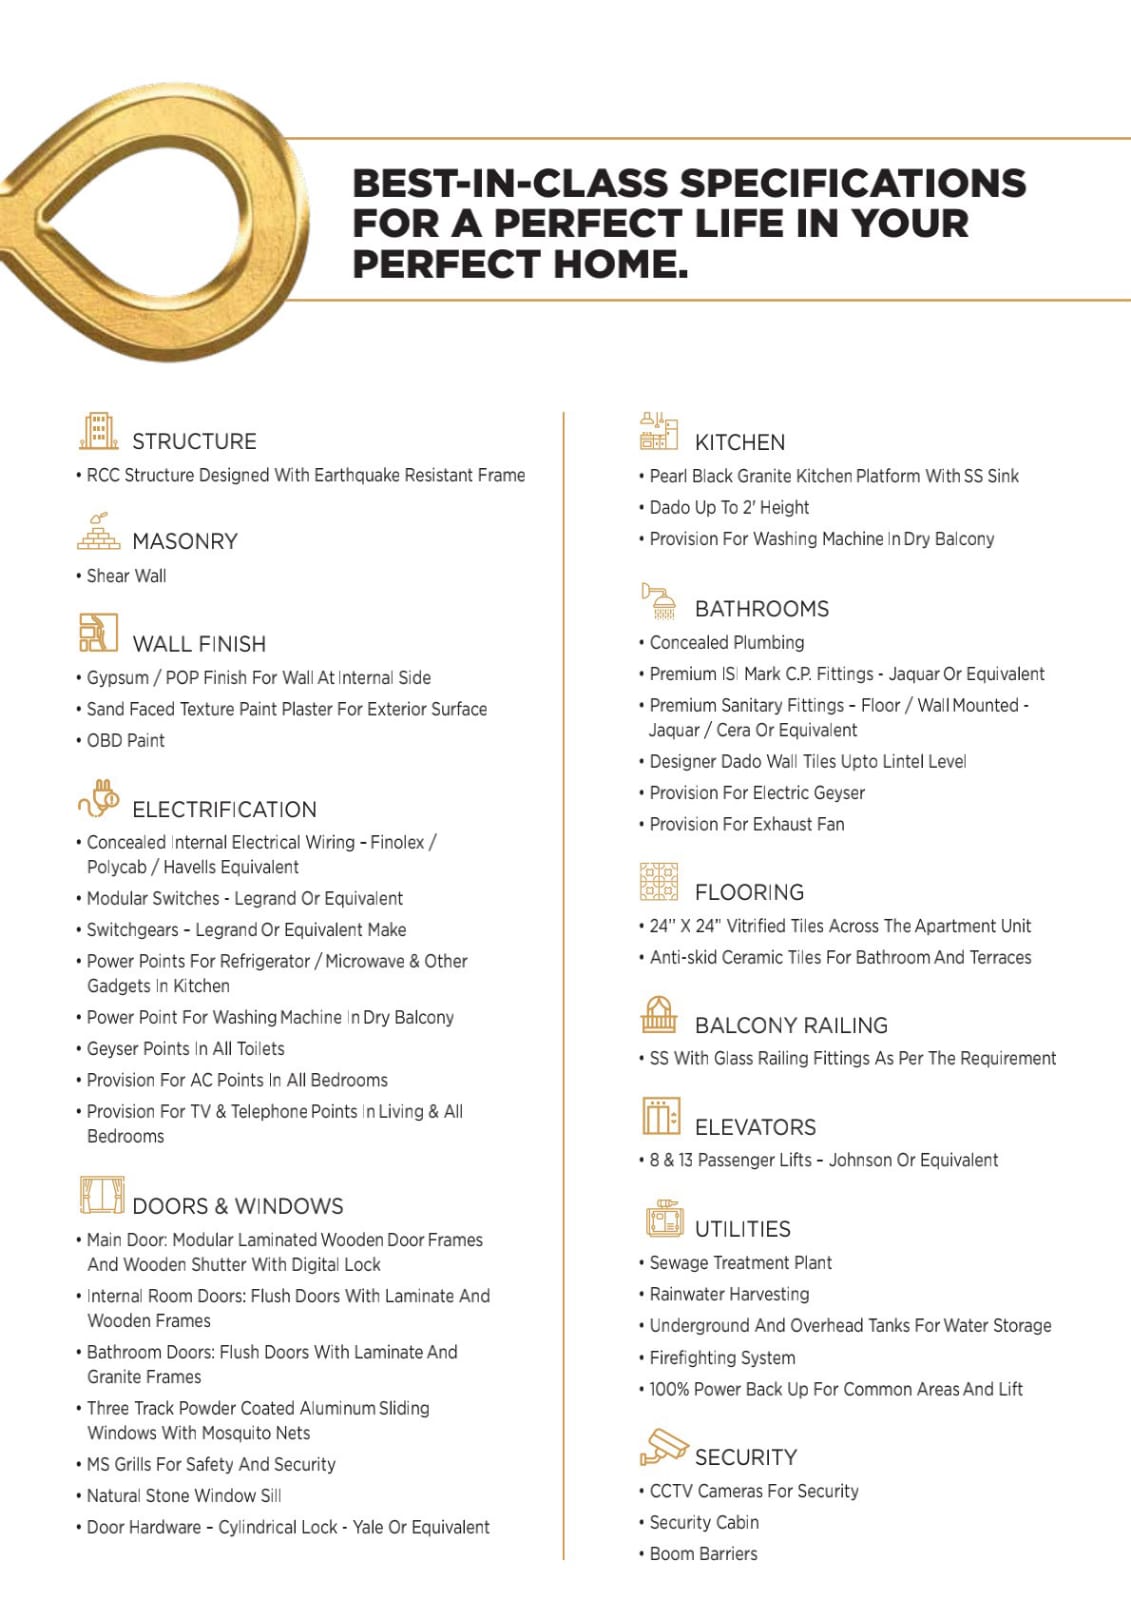 BEST-IN-CLASS SPECIFICATIONS
FOR A PERFECT LIFE IN YOUR
PERFECT HOME.
STRUCTURE
• RCC Structure Designed With Earthquake Resistant Frame
MASONRY
• Shear Wall
WALL FINISH
• Gypsum / POP Finish For Wall At Internal Side
• Sand Faced Texture Paint Plaster For Exterior Surface
• OBD Paint
ELECTRIFICATION
• Concealed Internal Electrical Wiring – Finolex /
Polycab / Havells Equivalent
• Modular Switches - Legrand Or Equivalent
• Switchgears – Legrand Or Equivalent Make
• Power Points For Refrigerator / Microwave & Other
Gadgets In Kitchen
• Power Point For Washing Machine In Dry Balcony
• Geyser Points In All Toilets
• Provision For AC Points In All Bedrooms
• Provision For TV & Telephone Points In Living & All
Bedrooms
DOORS & WINDOWS
• Main Door: Modular Laminated Wooden Door Frames
And Wooden Shutter With Digital Lock
• Internal Room Doors: Flush Doors With Laminate And
Wooden Frames
• Bathroom Doors: Flush Doors With Laminate And
Granite Frames
• Three Track Powder Coated Aluminum Sliding
Windows With Mosquito Nets
• MS Grills For Safety And Security
• Natural Stone Window Sill
• Door Hardware – Cylindrical Lock - Yale Or Equivalent
KITCHEN
• Pearl Black Granite Kitchen Platform With SS Sink
• Dado Up To 2' Height
• Provision For Washing Machine In Dry Balcony
BATHROOMS
• Concealed Plumbing
• Premium ISI Mark C.P. Fittings - Jaquar Or Equivalent
• Premium Sanitary Fittings – Floor / Wall Mounted -
Jaquar / Cera Or Equivalent
• Designer Dado Wall Tiles Upto Lintel Level
• Provision For Electric Geyser
• Provision For Exhaust Fan
FLOORING
• 24'' X 24" Vitrified Tiles Across The Apartment Unit
• Anti-skid Ceramic Tiles For Bathroom And Terraces
BALCONY RAILING
• SS With Glass Railing Fittings As Per The Requirement
ELEVATORS
• 8 & 13 Passenger Lifts – Johnson Or Equivalent
UTILITIES
• Sewage Treatment Plant
• Rainwater Harvesting
• Underground And Overhead Tanks For Water Storage
• Firefighting System
• 100% Power Back Up For Common Areas And Lift
SECURITY
• CCTV Cameras For Security
• Security Cabin
• Boom Barriers